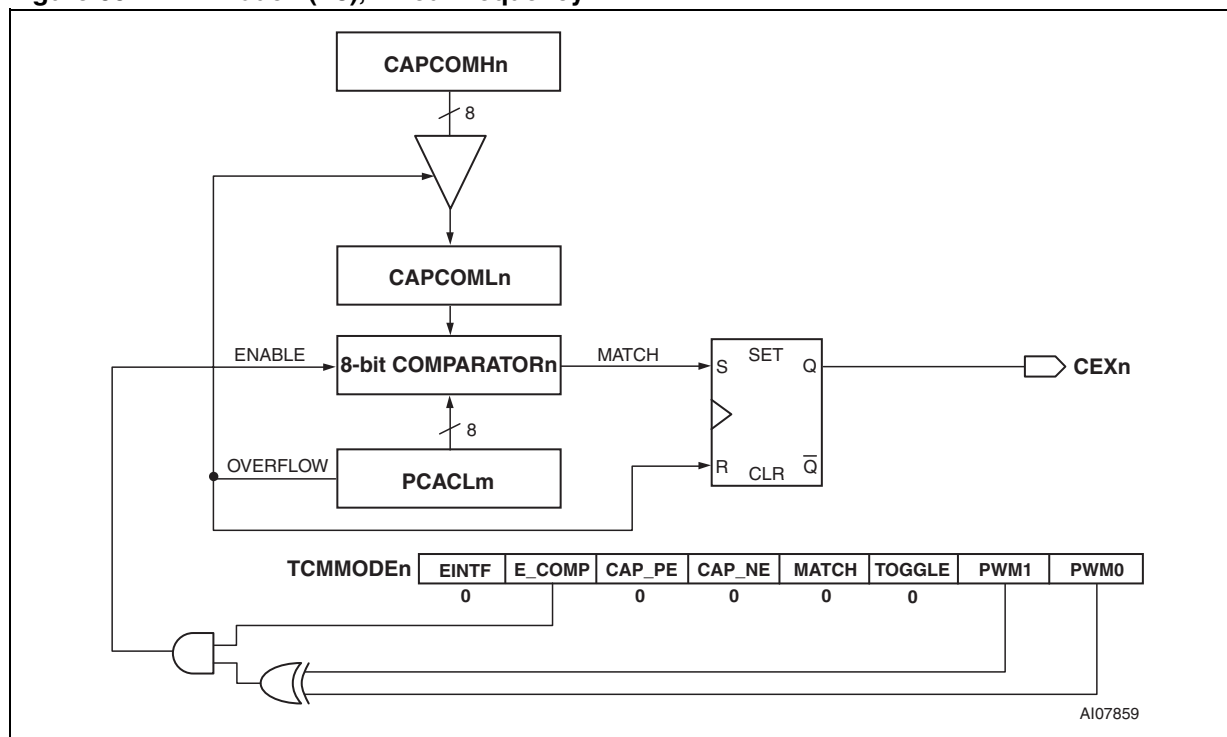 CAPCOMHn
8
CAPCOMLn
ENABLE
8-bit COMPARATORn
MATCH
S SET Q
CEXn
8
OVERFLOW
PCACLm
R CLR Q̅
TCMMODEn EINTF E_COMP CAP_PE CAP_NE MATCH TOGGLE PWM1 PWM0
0 0 0 0 0
AI07859